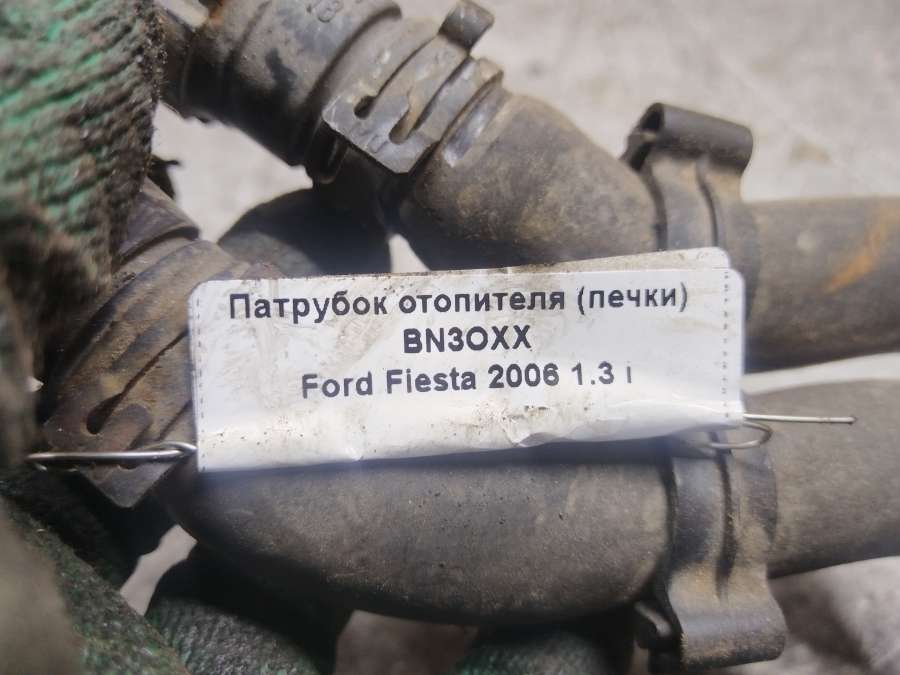 Патрубок отопителя (печки)
BN3OXX
Ford Fiesta 2006 1.3 i